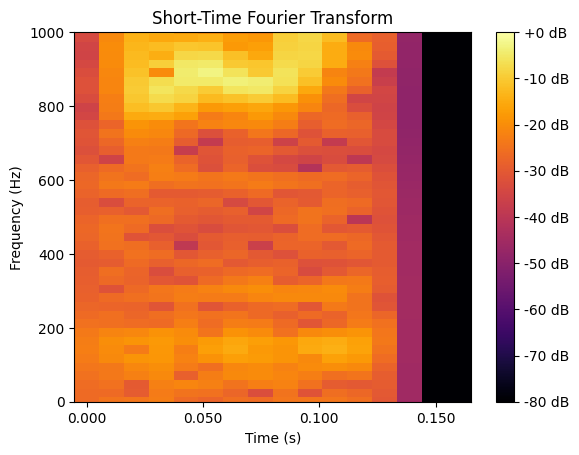 Short-Time Fourier Transform
1000
800
600
400
200
0
Frequency (Hz)
0.000
0.050
0.100
0.150
Time (s)
+0 dB
-10 dB
-20 dB
-30 dB
-40 dB
-50 dB
-60 dB
-70 dB
-80 dB